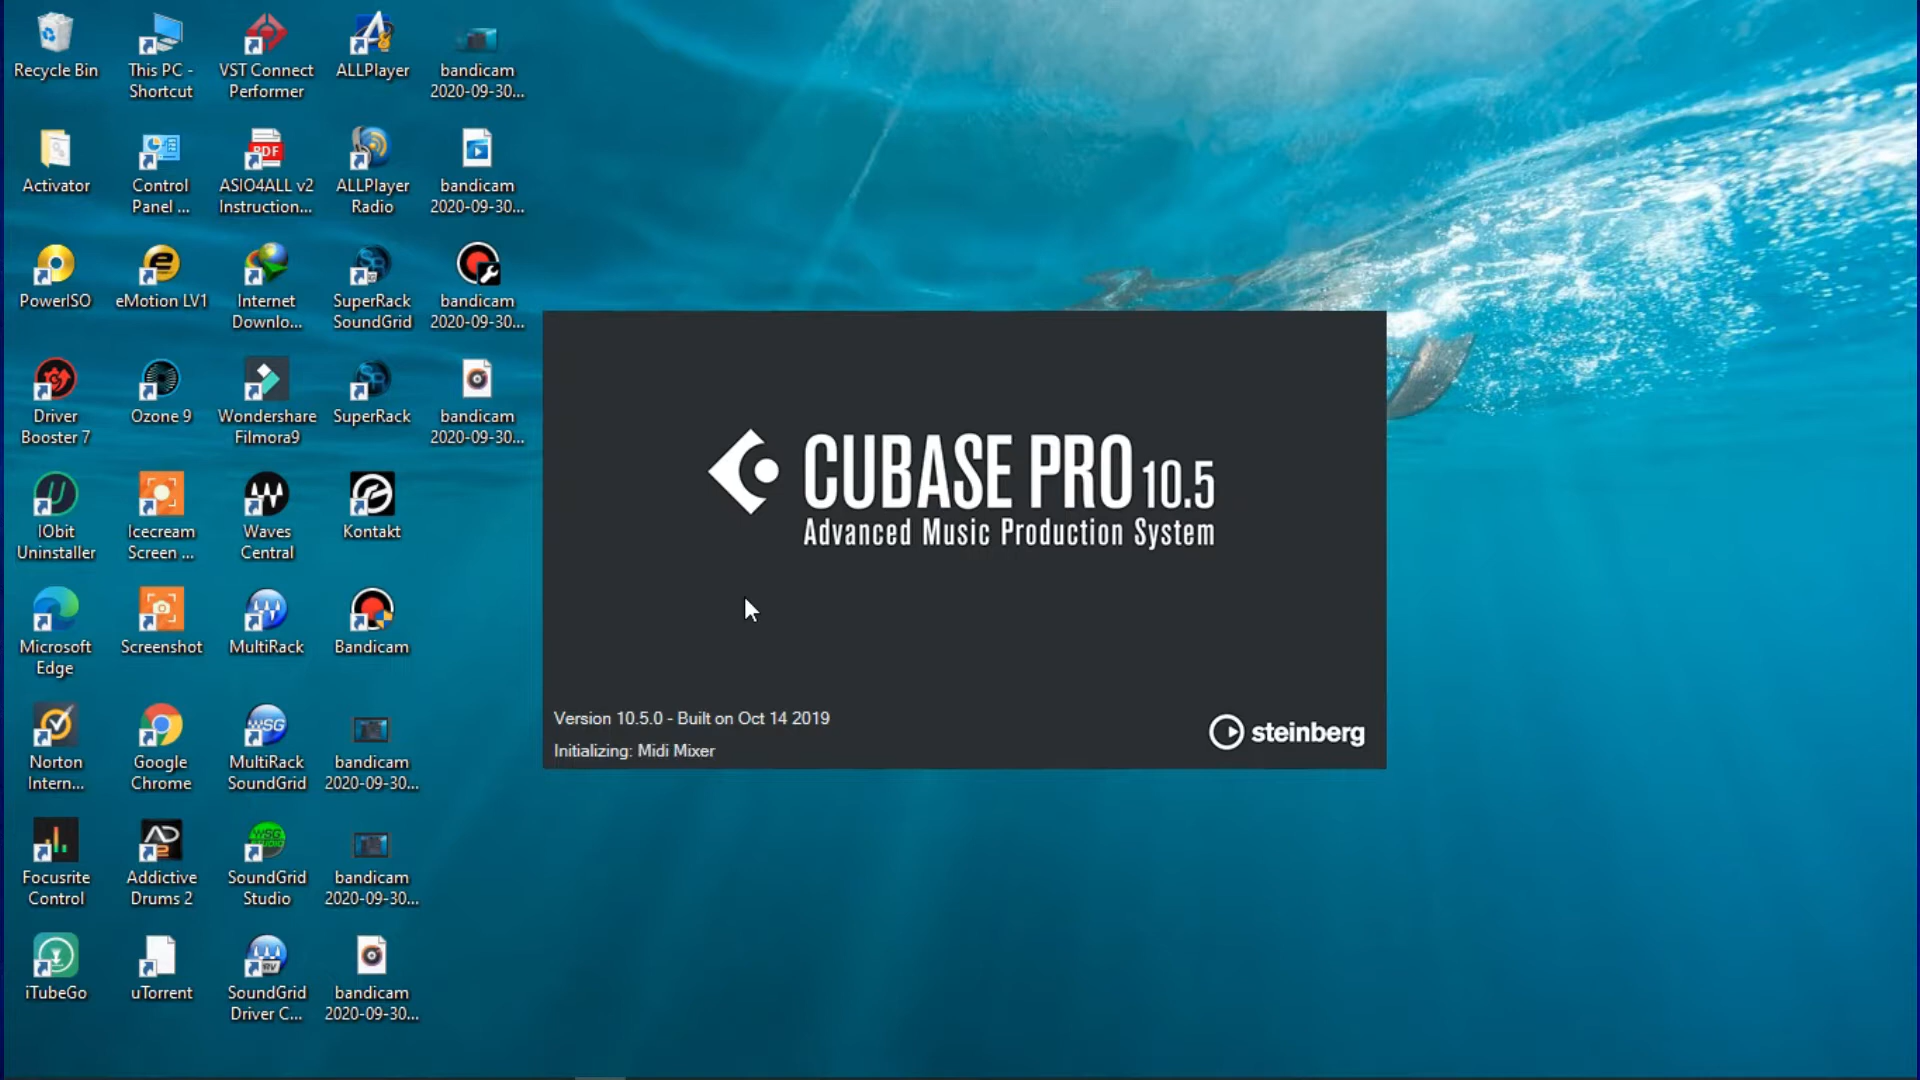 Recycle Bin
This PC -
Shortcut
VST Connect
Performer
ALLPlayer
bandicam
2020-09-30...
Activator
Control
Panel ...
PDF
ASIO4ALL v2
Instruction...
ALLPlayer
Radio
bandicam
2020-09-30...
PowerISO
eMotion LV1
Internet
Downlo...
SuperRack
SoundGrid
bandicam
2020-09-30...
Driver
Booster 7
Ozone 9
Wondershare
Filmora9
SuperRack
bandicam
2020-09-30...
IObit
Uninstaller
Icecream
Screen ...
Waves
Central
Kontakt
Microsoft
Edge
Screenshot
MultiRack
Bandicam
Norton
Intern...
Google
Chrome
WSG
MultiRack
SoundGrid
bandicam
2020-09-30...
Focusrite
Control
Addictive
Drums 2
WSG
STUDIO
SoundGrid
Studio
bandicam
2020-09-30...
iTubeGo
uTorrent
SoundGrid
Driver C...
bandicam
2020-09-30...
CUBASE PRO 10.5
Advanced Music Production System
Version 10.5.0 - Built on Oct 14 2019
Initializing: Midi Mixer
steinberg